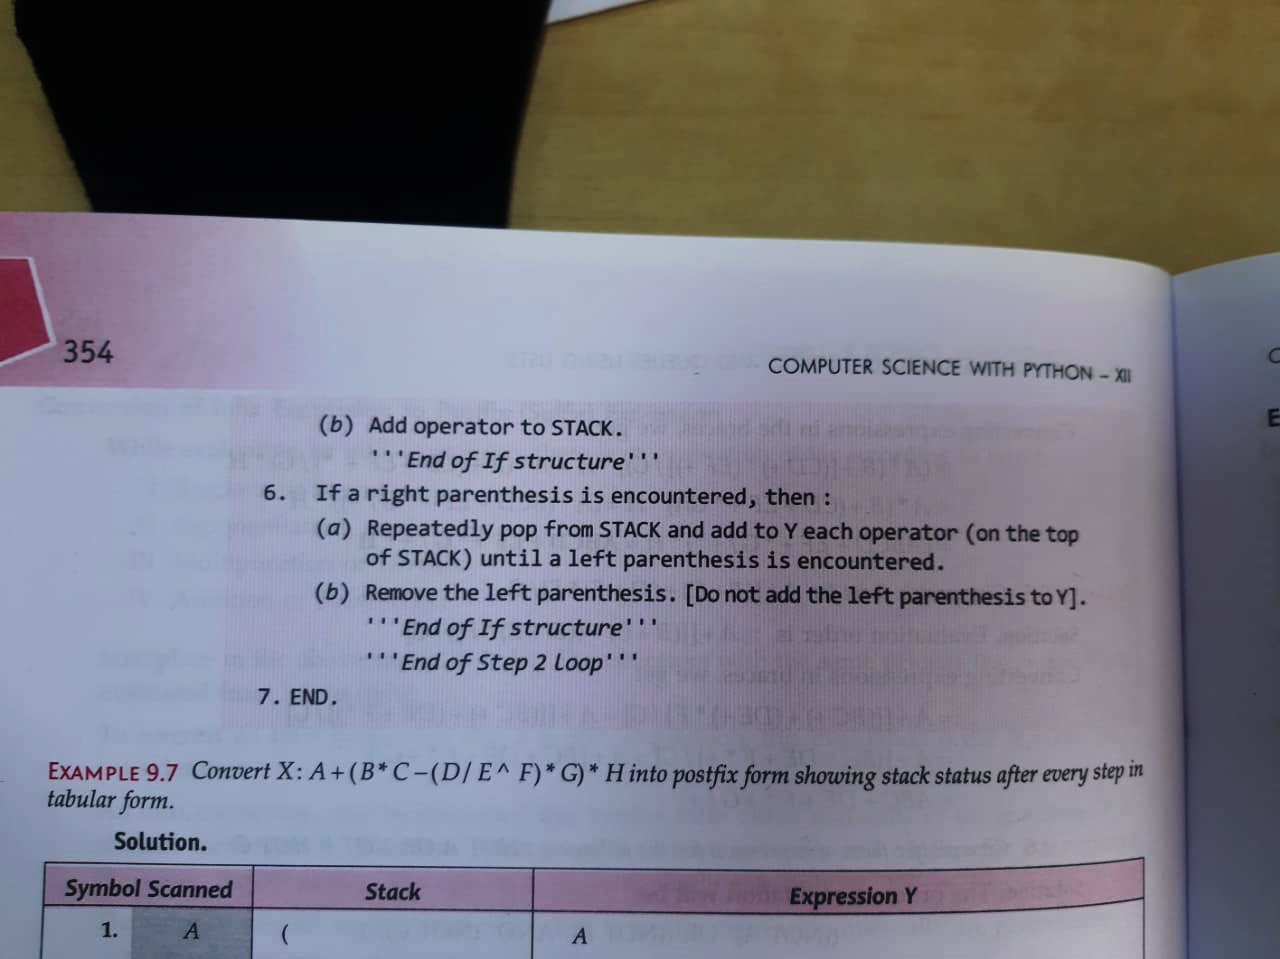 354
COMPUTER SCIENCE WITH PYTHON – XII
(b) Add operator to STACK.
'''End of If structure'''
6. If a right parenthesis is encountered, then :
(a) Repeatedly pop from STACK and add to Y each operator (on the top
of STACK) until a left parenthesis is encountered.
(b) Remove the left parenthesis. [Do not add the left parenthesis to Y].
'''End of If structure'''
'''End of Step 2 Loop'''
7. END.
EXAMPLE 9.7 Convert X: A+(B*C–(D/E^F)*G)*H into postfix form showing stack status after every step in
tabular form.
Solution.
Symbol Scanned Stack Expression Y
1. A ( A
C
E